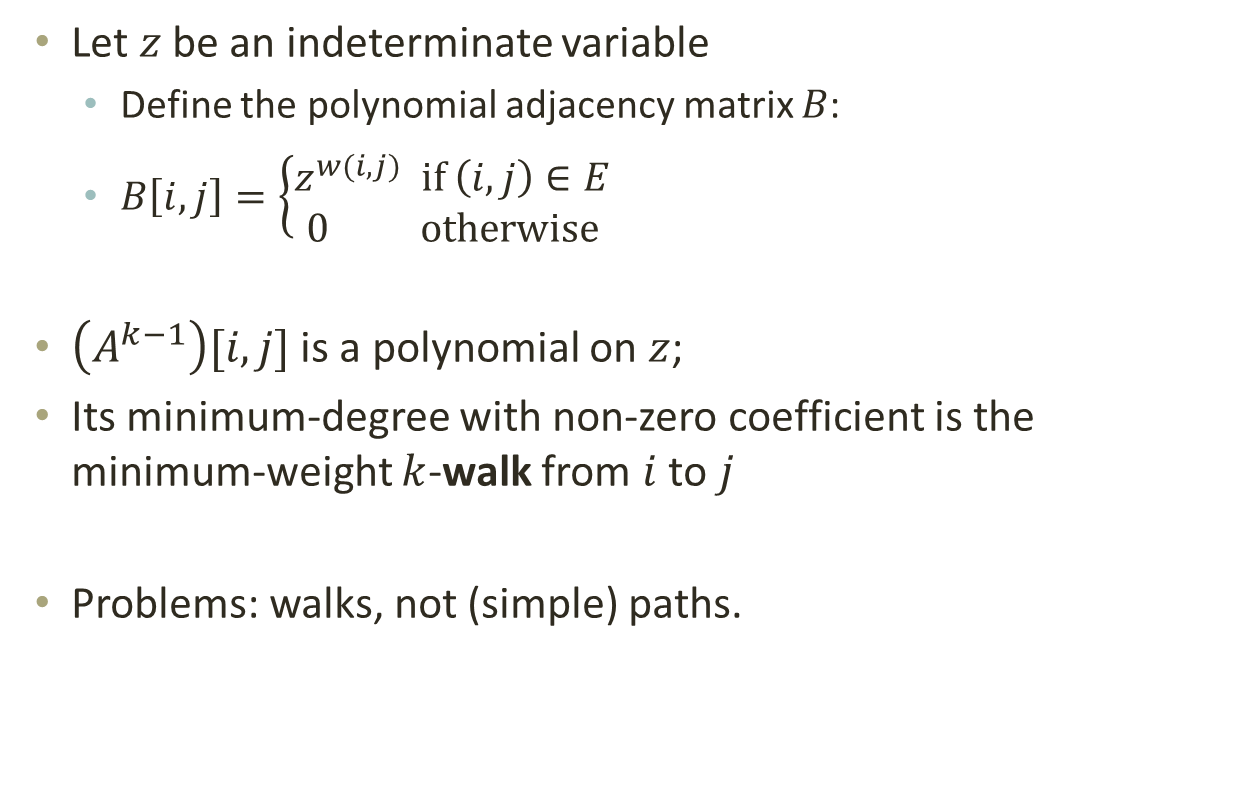 • Let z be an indeterminate variable
• Define the polynomial adjacency matrix B:
• B[i,j] = { z^{w(i,j)} if (i,j) ∈ E
0 otherwise
• (A^{k−1})[i,j] is a polynomial on z;
• Its minimum-degree with non-zero coefficient is the
minimum-weight k-walk from i to j
• Problems: walks, not (simple) paths.